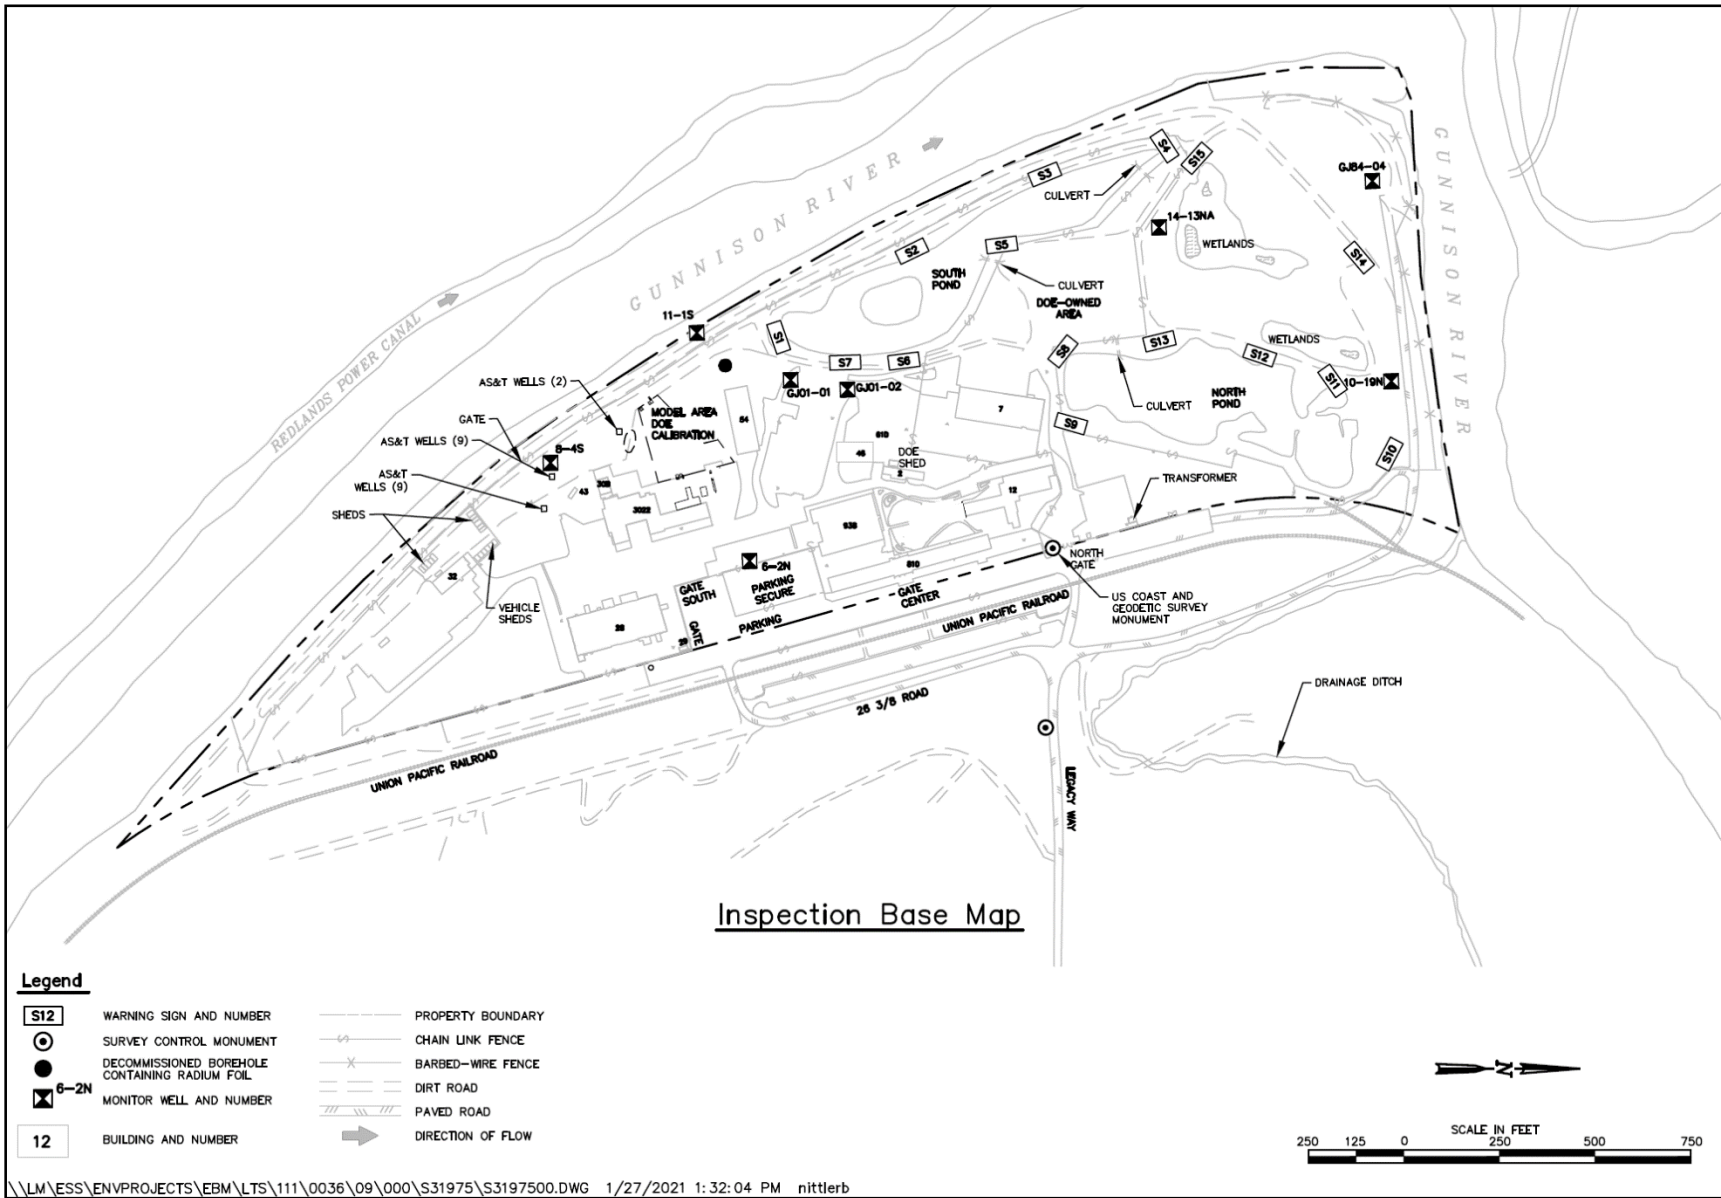 GUNNISON RIVER
GUNNISON RIVER
REDLANDS POWER CANAL
S4
S15
S3
CULVERT
GJ84-04
14-13NA
WETLANDS
S14
S2
S5
SOUTH
POND
CULVERT
DOE-OWNED
AREA
11-1S
S1
S7
S6
S8
S13
S12
WETLANDS
S11
10-19N
AS&T WELLS (2)
GJ01-01
GJ01-02
CULVERT
NORTH
POND
GATE
MODEL AREA
DOE
CALIBRATION
54
7
S9
S10
AS&T WELLS (9)
8-4S
810
46
DOE
SHED
2
AS&T
WELLS (9)
43
3022
12
TRANSFORMER
SHEDS
938
32
6-2N
810
NORTH
GATE
VEHICLE
SHEDS
GATE
SOUTH
PARKING
SECURE
GATE
CENTER
US COAST AND
GEODETIC SURVEY
MONUMENT
28
GATE
PARKING
UNION PACIFIC RAILROAD
26 3/8 ROAD
DRAINAGE DITCH
UNION PACIFIC RAILROAD
LEGACY WAY
Inspection Base Map
Legend
S12 WARNING SIGN AND NUMBER
SURVEY CONTROL MONUMENT
DECOMMISSIONED BOREHOLE
CONTAINING RADIUM FOIL
6-2N
MONITOR WELL AND NUMBER
12 BUILDING AND NUMBER
PROPERTY BOUNDARY
CHAIN LINK FENCE
BARBED-WIRE FENCE
DIRT ROAD
PAVED ROAD
DIRECTION OF FLOW
N
SCALE IN FEET
250 125 0 250 500 750
\\LM\ESS\ENVPROJECTS\EBM\LTS\111\0036\09\000\S31975\S3197500.DWG 1/27/2021 1:32:04 PM nittlerb